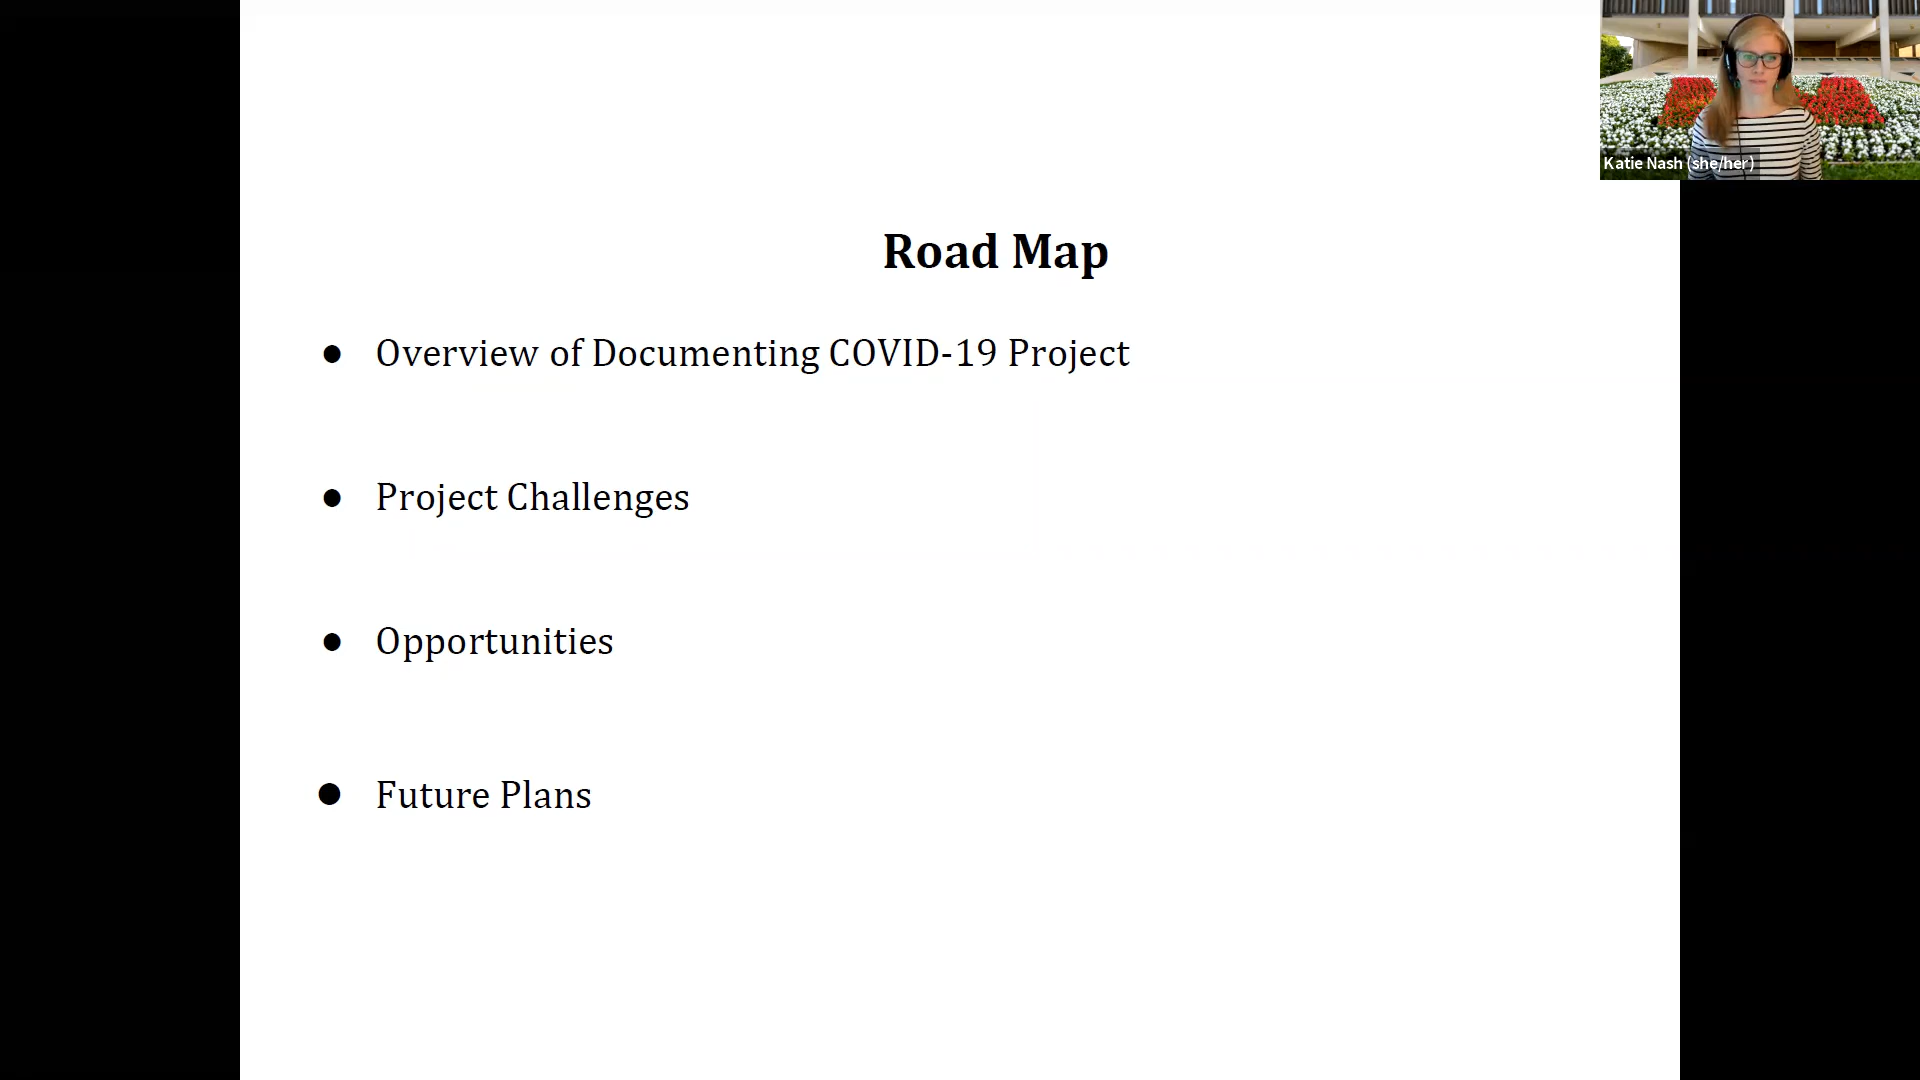 Katie Nash (she/her)
Road Map
● Overview of Documenting COVID-19 Project
● Project Challenges
● Opportunities
● Future Plans